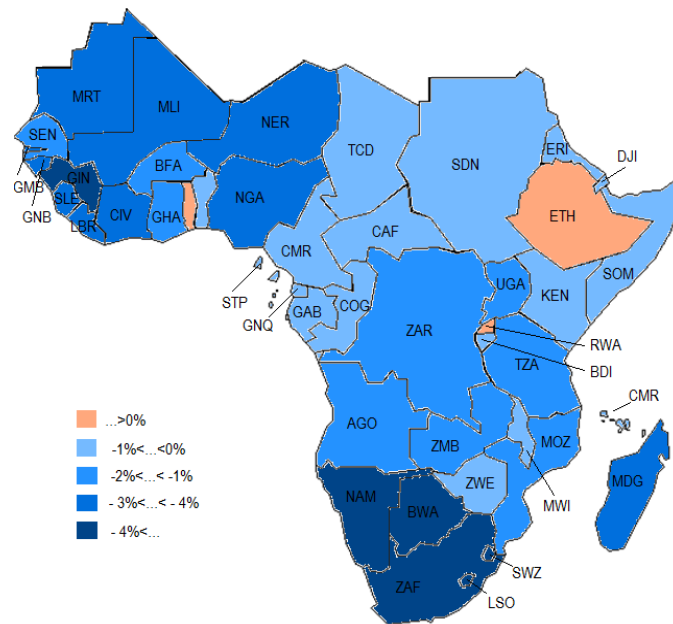 MRT
MLI
NER
SEN
TCD
SDN
ERI
DJI
GMB
GIN
BFA
GNB
SLE
NGA
ETH
LBR
CIV
GHA
CAF
CMR
SOM
STP
UGA
KEN
GNQ
GAB
COG
ZAR
RWA
BDI
TZA
CMR
...>0%
-1%<...<0%
-2%<...< -1%
- 3%<...< - 4%
- 4%<...
AGO
ZMB
MOZ
MWI
MDG
ZWE
NAM
BWA
SWZ
ZAF
LSO